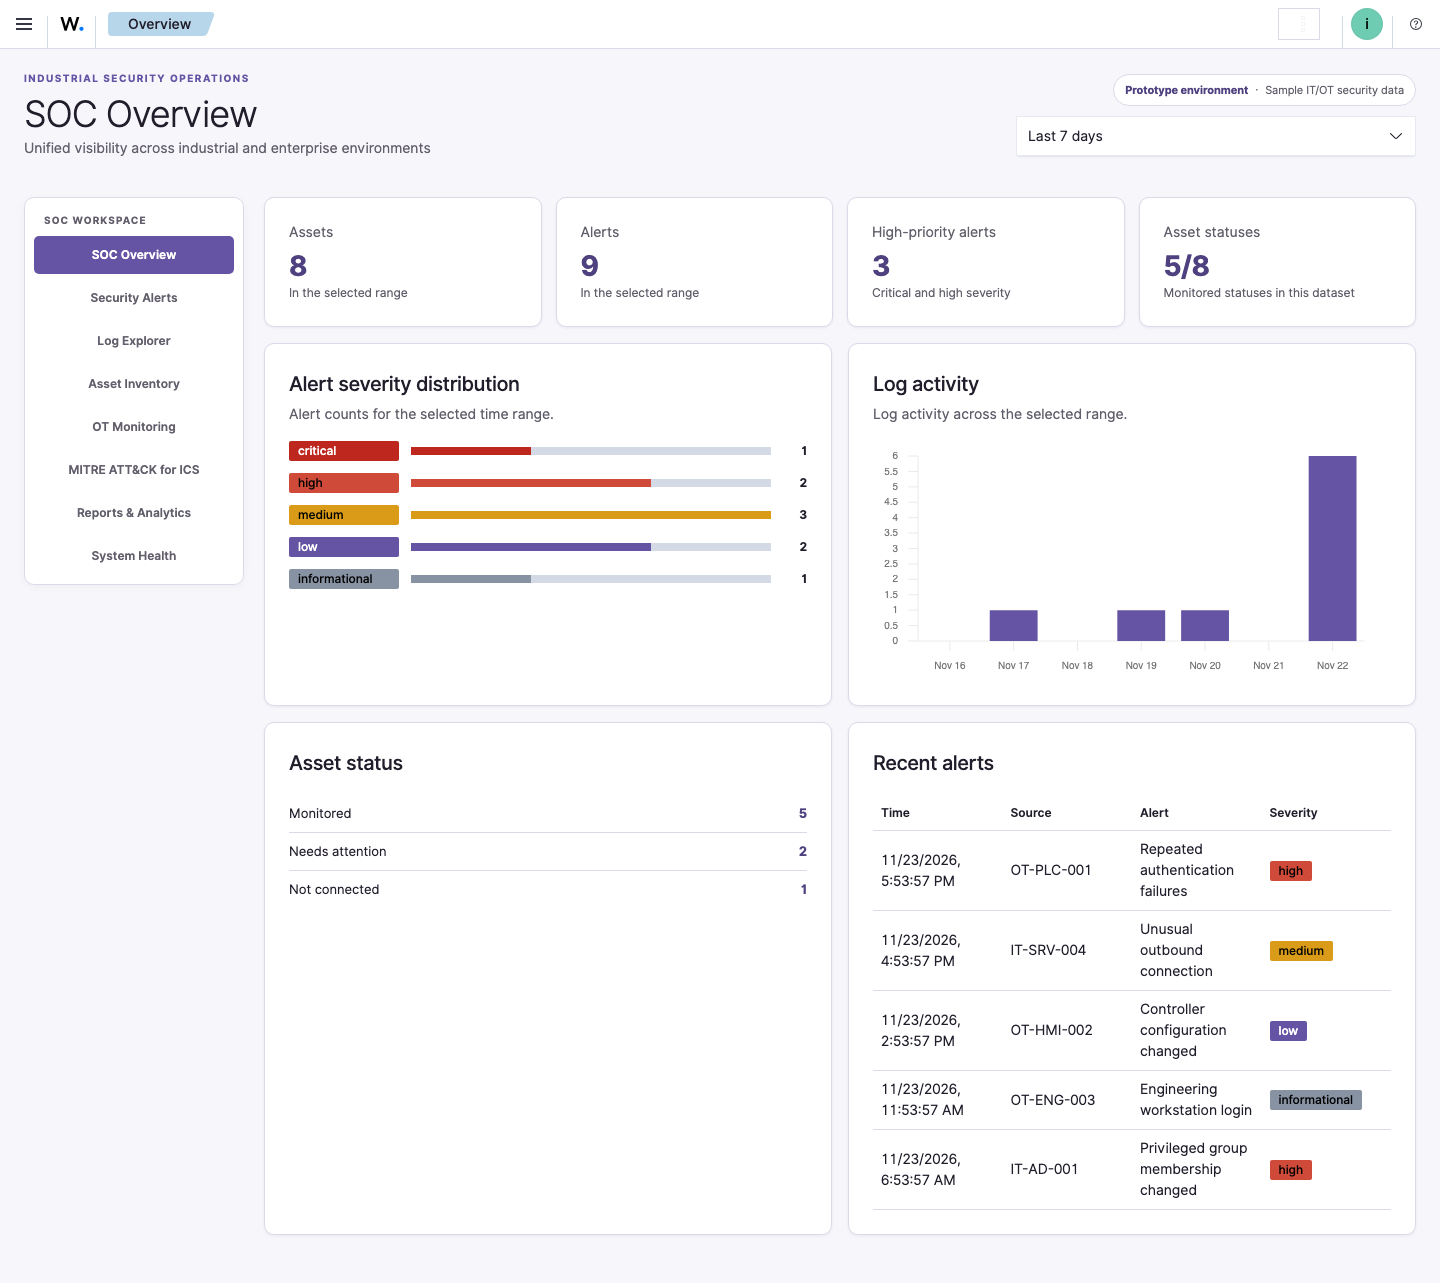 W.
Overview
i
?
INDUSTRIAL SECURITY OPERATIONS
SOC Overview
Unified visibility across industrial and enterprise environments
Prototype environment · Sample IT/OT security data
Last 7 days
SOC WORKSPACE
SOC Overview
Security Alerts
Log Explorer
Asset Inventory
OT Monitoring
MITRE ATT&CK for ICS
Reports & Analytics
System Health
Assets
8
In the selected range
Alerts
9
In the selected range
High-priority alerts
3
Critical and high severity
Asset statuses
5/8
Monitored statuses in this dataset
Alert severity distribution
Alert counts for the selected time range.
critical 1
high 2
medium 3
low 2
informational 1
Log activity
Log activity across the selected range.
6
5.5
5
4.5
4
3.5
3
2.5
2
1.5
1
0.5
0
Nov 16 Nov 17 Nov 18 Nov 19 Nov 20 Nov 21 Nov 22
Asset status
Monitored 5
Needs attention 2
Not connected 1
Recent alerts
Time Source Alert Severity
11/23/2026, 5:53:57 PM OT-PLC-001 Repeated authentication failures high
11/23/2026, 4:53:57 PM IT-SRV-004 Unusual outbound connection medium
11/23/2026, 2:53:57 PM OT-HMI-002 Controller configuration changed low
11/23/2026, 11:53:57 AM OT-ENG-003 Engineering workstation login informational
11/23/2026, 6:53:57 AM IT-AD-001 Privileged group membership changed high